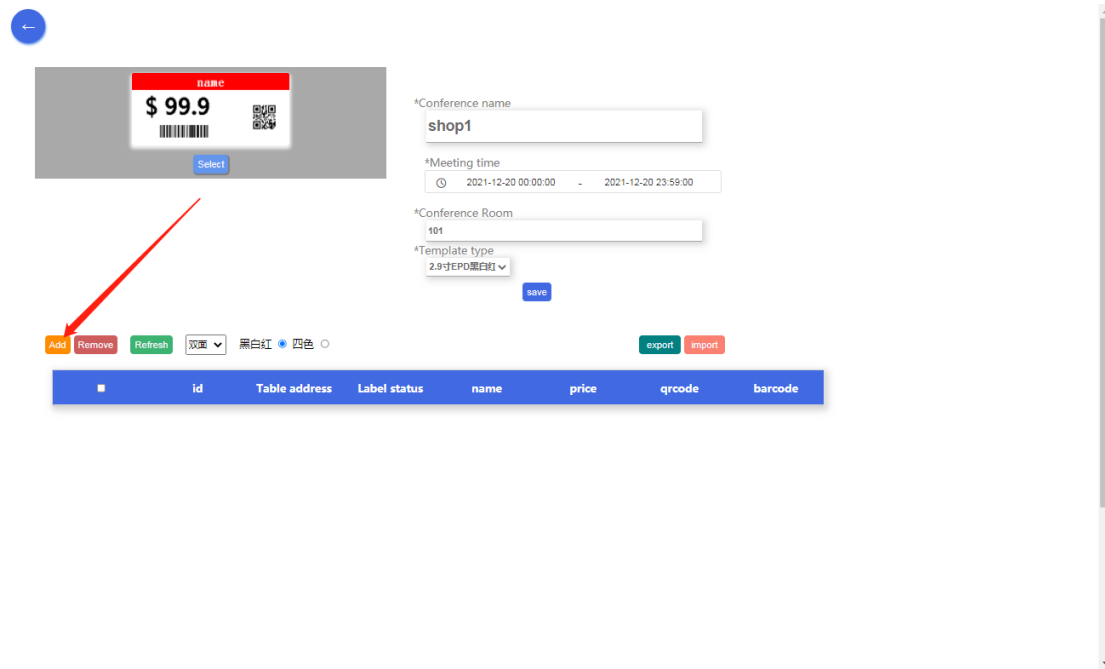 ←
name
$ 99.9
Select
*Conference name
shop1
*Meeting time
2021-12-20 00:00:00 - 2021-12-20 23:59:00
*Conference Room
101
*Template type
2.9寸EPD黑白红
save
Add Remove Refresh 双面 黑白红 四色 export import
id Table address Label status name price qrcode barcode